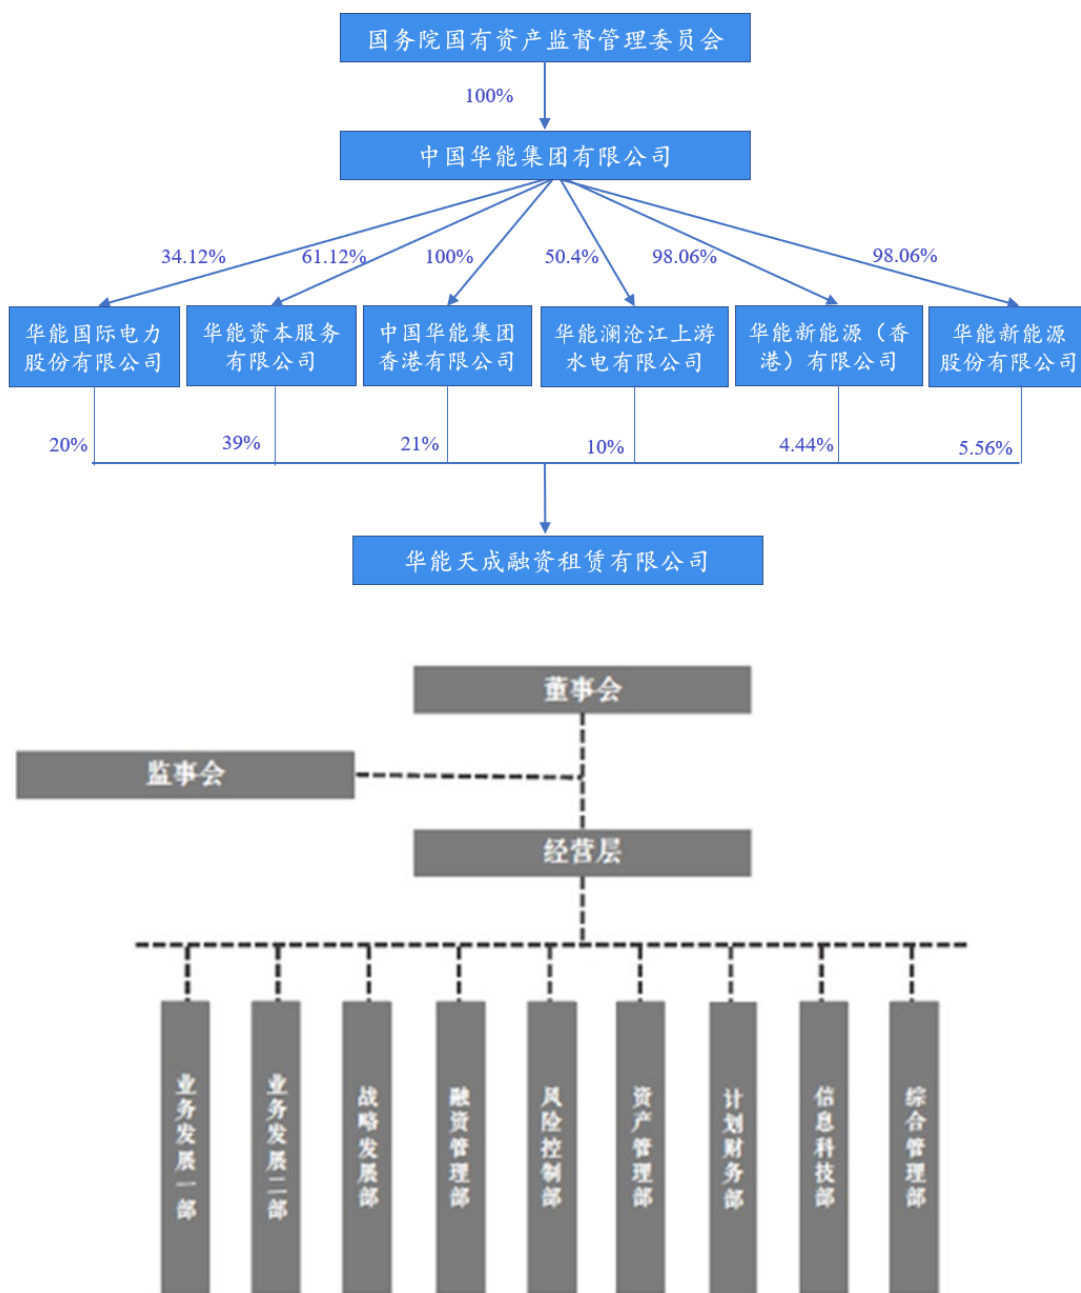 国务院国有资产监督管理委员会
100%
中国华能集团有限公司
34.12%
61.12%
100%
50.4%
98.06%
98.06%
华能国际电力
股份有限公司
华能资本服务
有限公司
中国华能集团
香港有限公司
华能澜沧江上游
水电有限公司
华能新能源（香
港）有限公司
华能新能源
股份有限公司
20%
39%
21%
10%
4.44%
5.56%
华能天成融资租赁有限公司
董事会
监事会
经营层
业务发展一部
业务发展二部
战略发展部
融资管理部
风险控制部
资产管理部
计划财务部
信息科技部
综合管理部